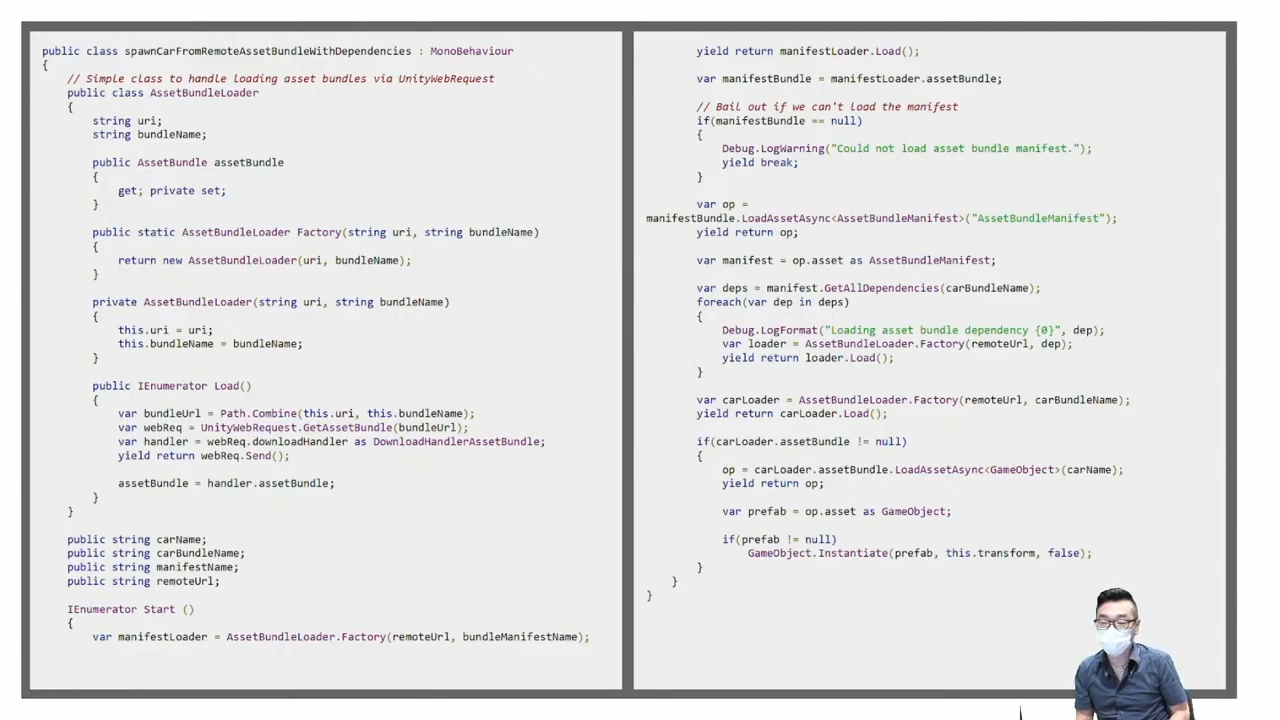 public class spawnCarFromRemoteAssetBundleWithDependencies : MonoBehaviour
{
// Simple class to handle loading asset bundles via UnityWebRequest
public class AssetBundleLoader
{
string uri;
string bundleName;
public AssetBundle assetBundle
{
get; private set;
}
public static AssetBundleLoader Factory(string uri, string bundleName)
{
return new AssetBundleLoader(uri, bundleName);
}
private AssetBundleLoader(string uri, string bundleName)
{
this.uri = uri;
this.bundleName = bundleName;
}
public IEnumerator Load()
{
var bundleUrl = Path.Combine(this.uri, this.bundleName);
var webReq = UnityWebRequest.GetAssetBundle(bundleUrl);
var handler = webReq.downloadHandler as DownloadHandlerAssetBundle;
yield return webReq.Send();
assetBundle = handler.assetBundle;
}
}
public string carName;
public string carBundleName;
public string manifestName;
public string remoteUrl;
IEnumerator Start ()
{
var manifestLoader = AssetBundleLoader.Factory(remoteUrl, bundleManifestName);
yield return manifestLoader.Load();
var manifestBundle = manifestLoader.assetBundle;
// Bail out if we can't load the manifest
if(manifestBundle == null)
{
Debug.LogWarning("Could not load asset bundle manifest.");
yield break;
}
var op =
manifestBundle.LoadAssetAsync<AssetBundleManifest>("AssetBundleManifest");
yield return op;
var manifest = op.asset as AssetBundleManifest;
var deps = manifest.GetAllDependencies(carBundleName);
foreach(var dep in deps)
{
Debug.LogFormat("Loading asset bundle dependency {0}", dep);
var loader = AssetBundleLoader.Factory(remoteUrl, dep);
yield return loader.Load();
}
var carLoader = AssetBundleLoader.Factory(remoteUrl, carBundleName);
yield return carLoader.Load();
if(carLoader.assetBundle != null)
{
op = carLoader.assetBundle.LoadAssetAsync<GameObject>(carName);
yield return op;
var prefab = op.asset as GameObject;
if(prefab != null)
GameObject.Instantiate(prefab, this.transform, false);
}
}
}